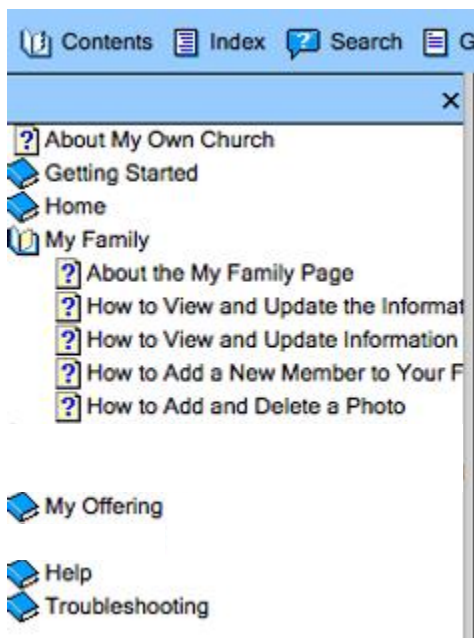 Contents Index Search G
About My Own Church
Getting Started
Home
My Family
About the My Family Page
How to View and Update the Informat
How to View and Update Information
How to Add a New Member to Your F
How to Add and Delete a Photo
My Offering
Help
Troubleshooting